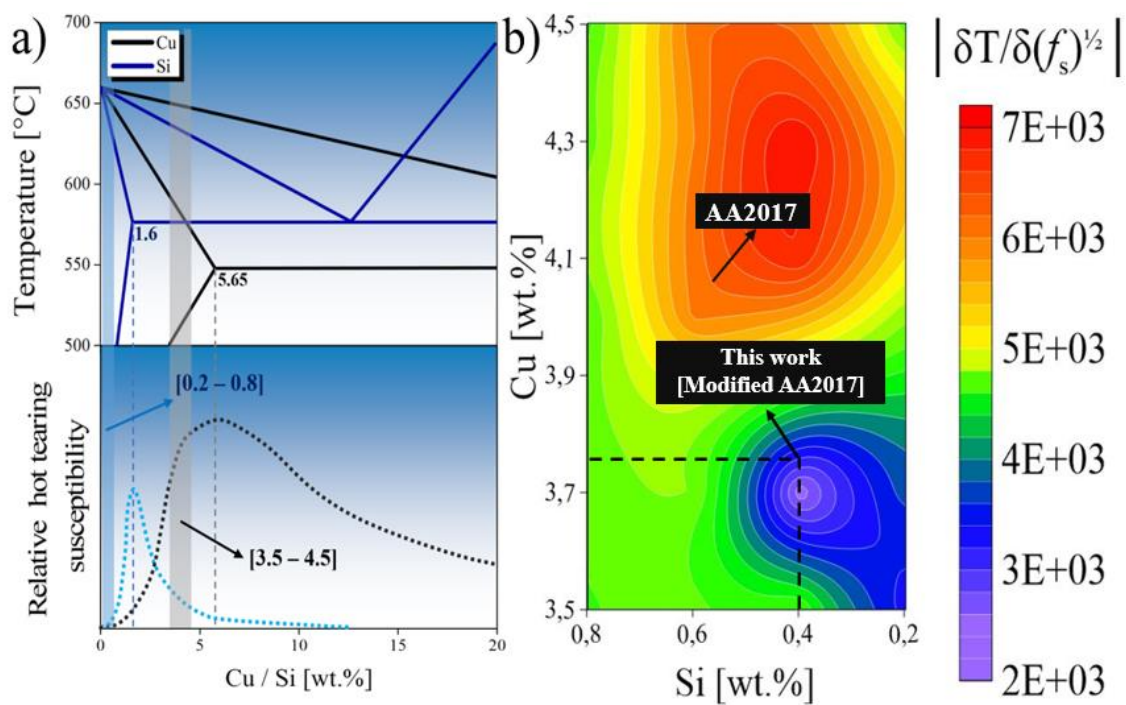 a)
Cu
Si
700
650
600
550
500
Temperature [°C]
1.6
5.65
Relative hot tearing
susceptibility
[0.2 – 0.8]
[3.5 – 4.5]
0
5
10
15
20
Cu / Si [wt.%]
b)
4,5
4,3
4,1
3,9
3,7
3,5
Cu [wt.%]
AA2017
This work
[Modified AA2017]
0,8
0,6
0,4
0,2
Si [wt.%]
| δT/δ(fₛ)^½ |
7E+03
6E+03
5E+03
4E+03
3E+03
2E+03